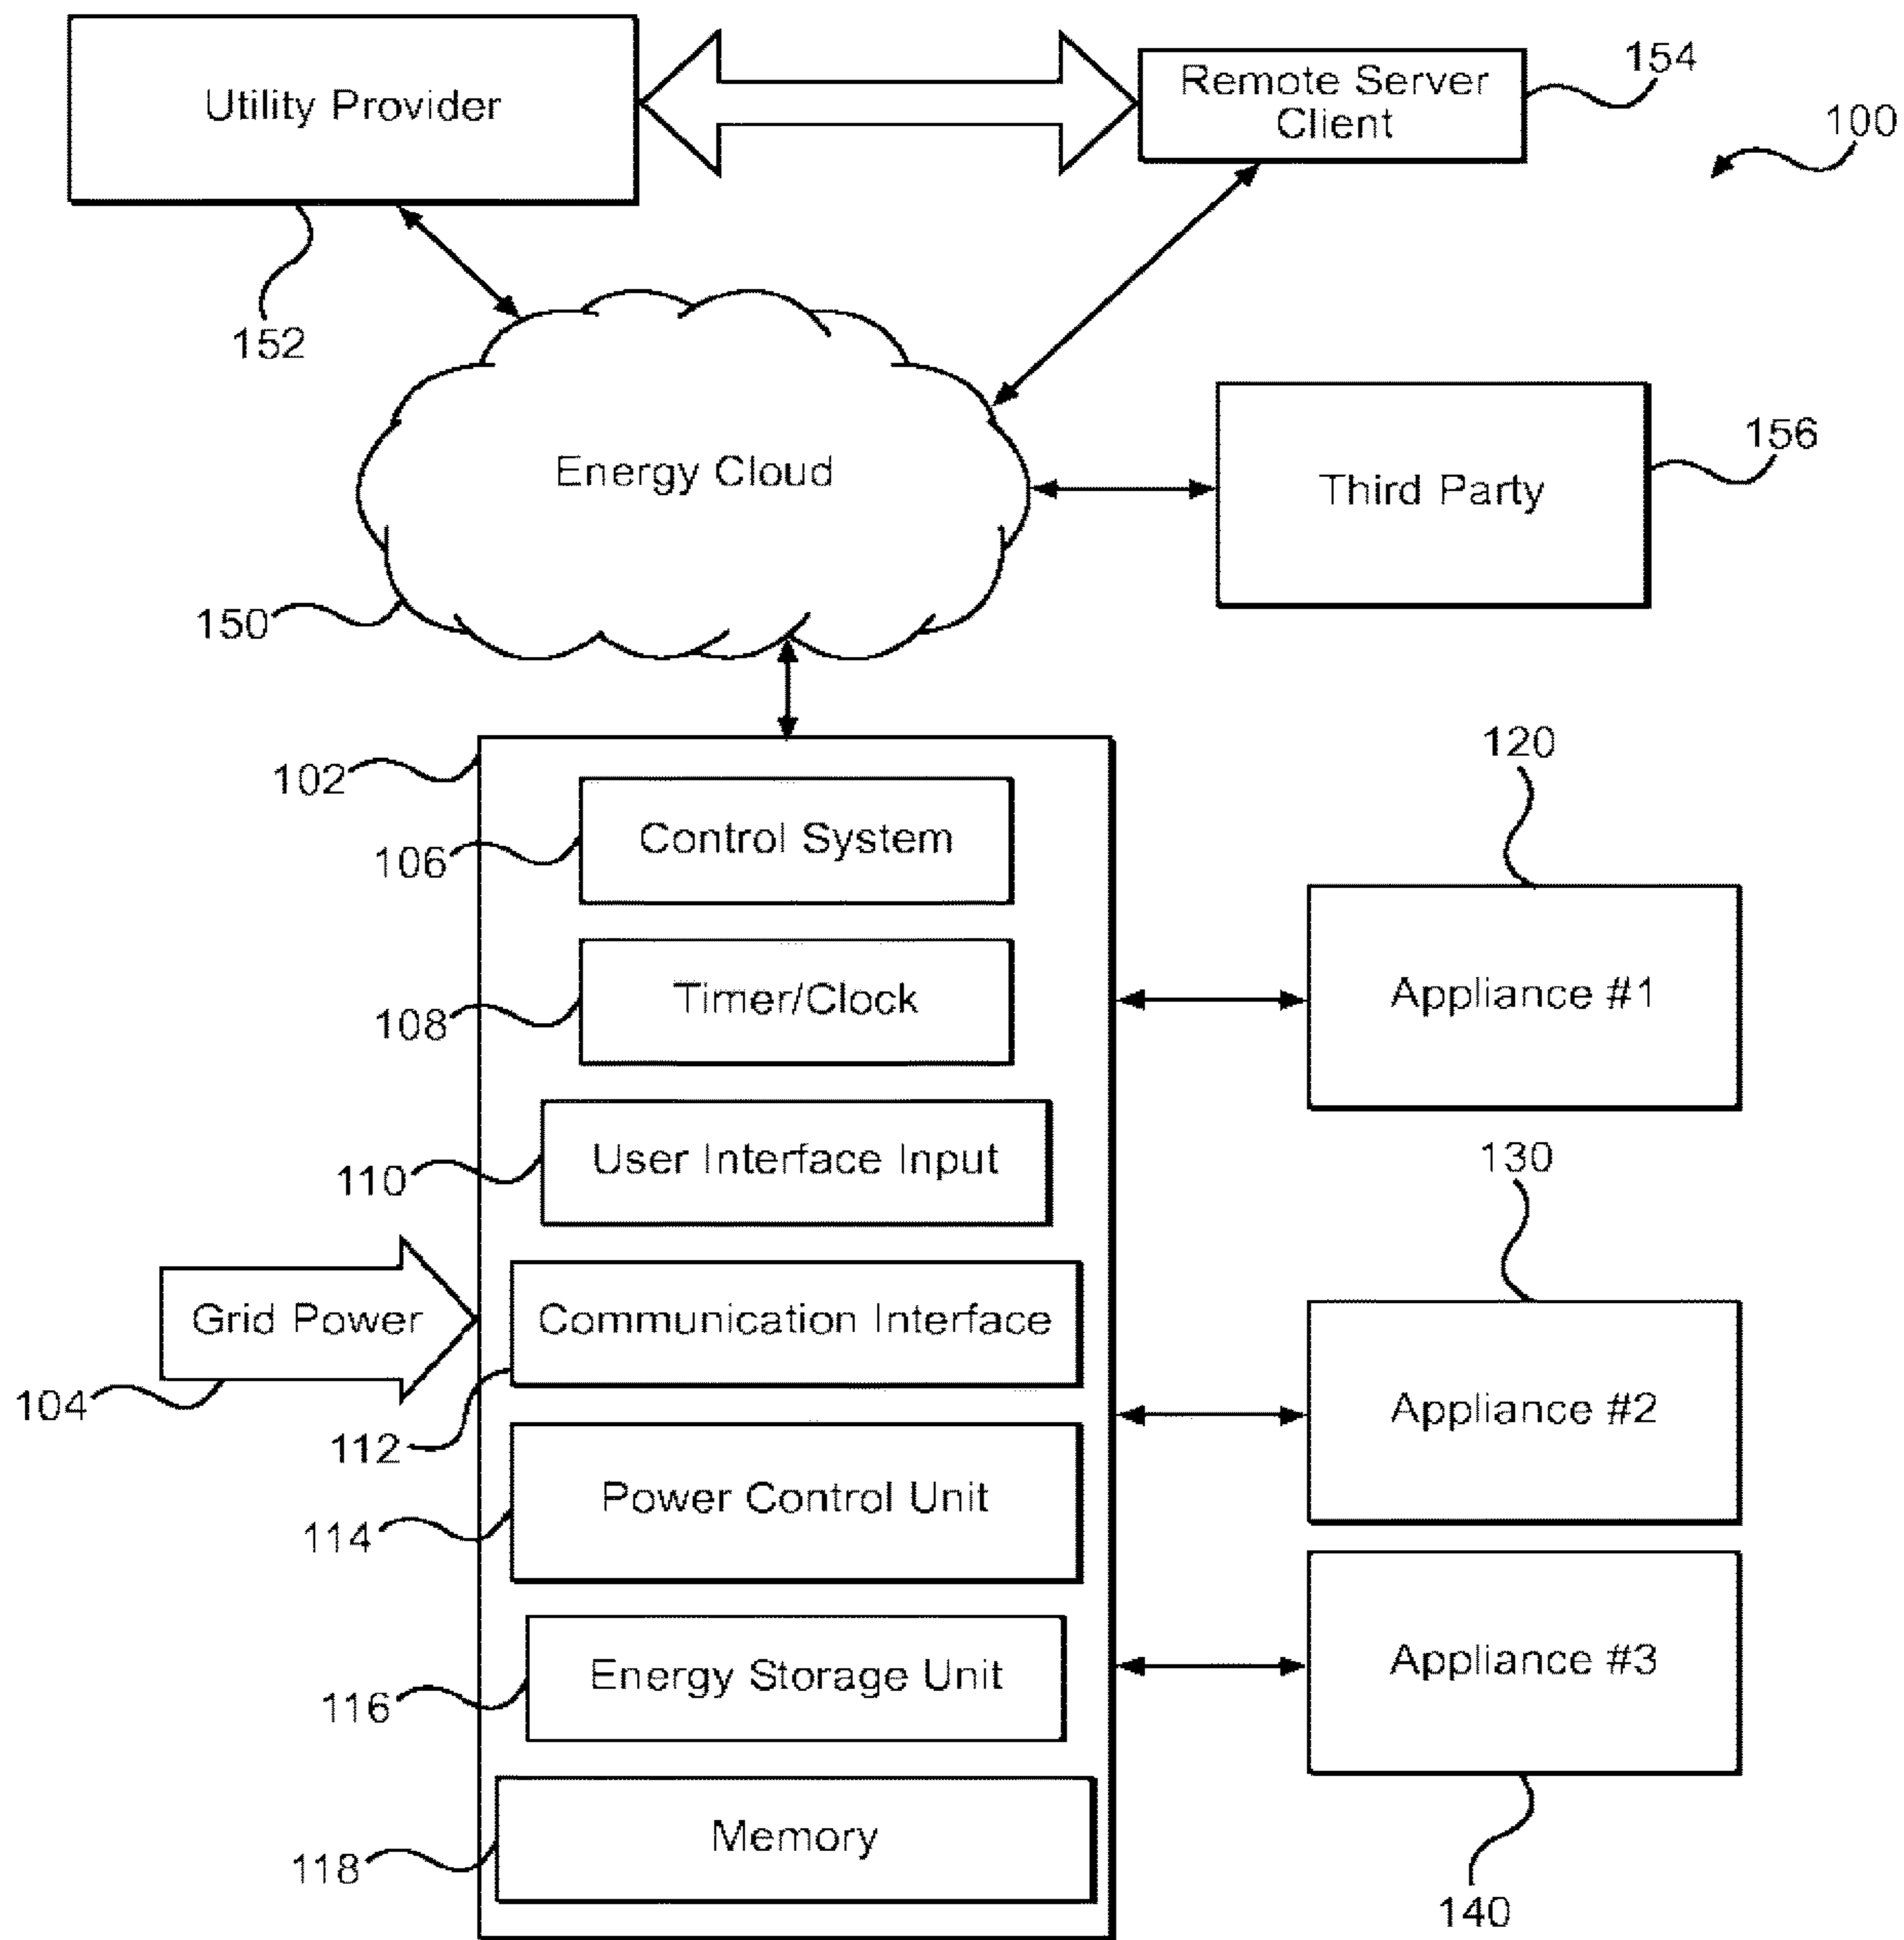 Utility Provider
Remote Server
Client
154
100
152
Energy Cloud
Third Party
156
150
102
Control System
106
120
Timer/Clock
108
Appliance #1
User Interface Input
110
130
Grid Power
104
Communication Interface
112
Appliance #2
Power Control Unit
114
Energy Storage Unit
116
Appliance #3
Memory
118
140